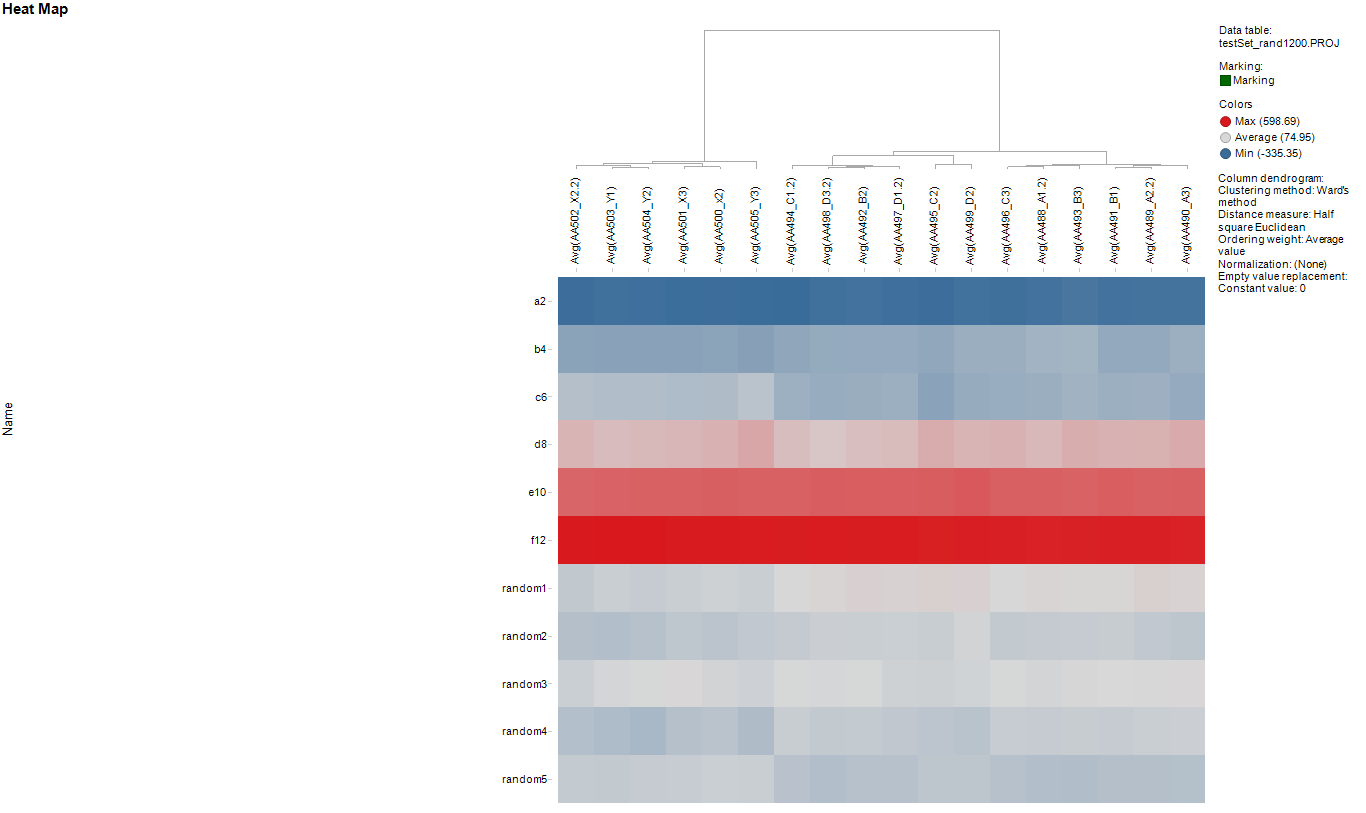 Heat Map
Data table:
testSet_rand1200.PROJ
Marking:
Marking
Colors
Max (598.69)
Average (74.95)
Min (-335.35)
Column dendrogram:
Clustering method: Ward's
method
Distance measure: Half
square Euclidean
Ordering weight: Average
value
Normalization: (None)
Empty value replacement:
Constant value: 0
Avg(AA502_X2.2)
Avg(AA503_Y1)
Avg(AA504_Y2)
Avg(AA501_X3)
Avg(AA500_x2)
Avg(AA505_Y3)
Avg(AA494_C1.2)
Avg(AA498_D3.2)
Avg(AA492_B2)
Avg(AA497_D1.2)
Avg(AA495_C2)
Avg(AA499_D2)
Avg(AA496_C3)
Avg(AA488_A1.2)
Avg(AA493_B3)
Avg(AA491_B1)
Avg(AA489_A2.2)
Avg(AA490_A3)
Name
a2
b4
c6
d8
e10
f12
random1
random2
random3
random4
random5